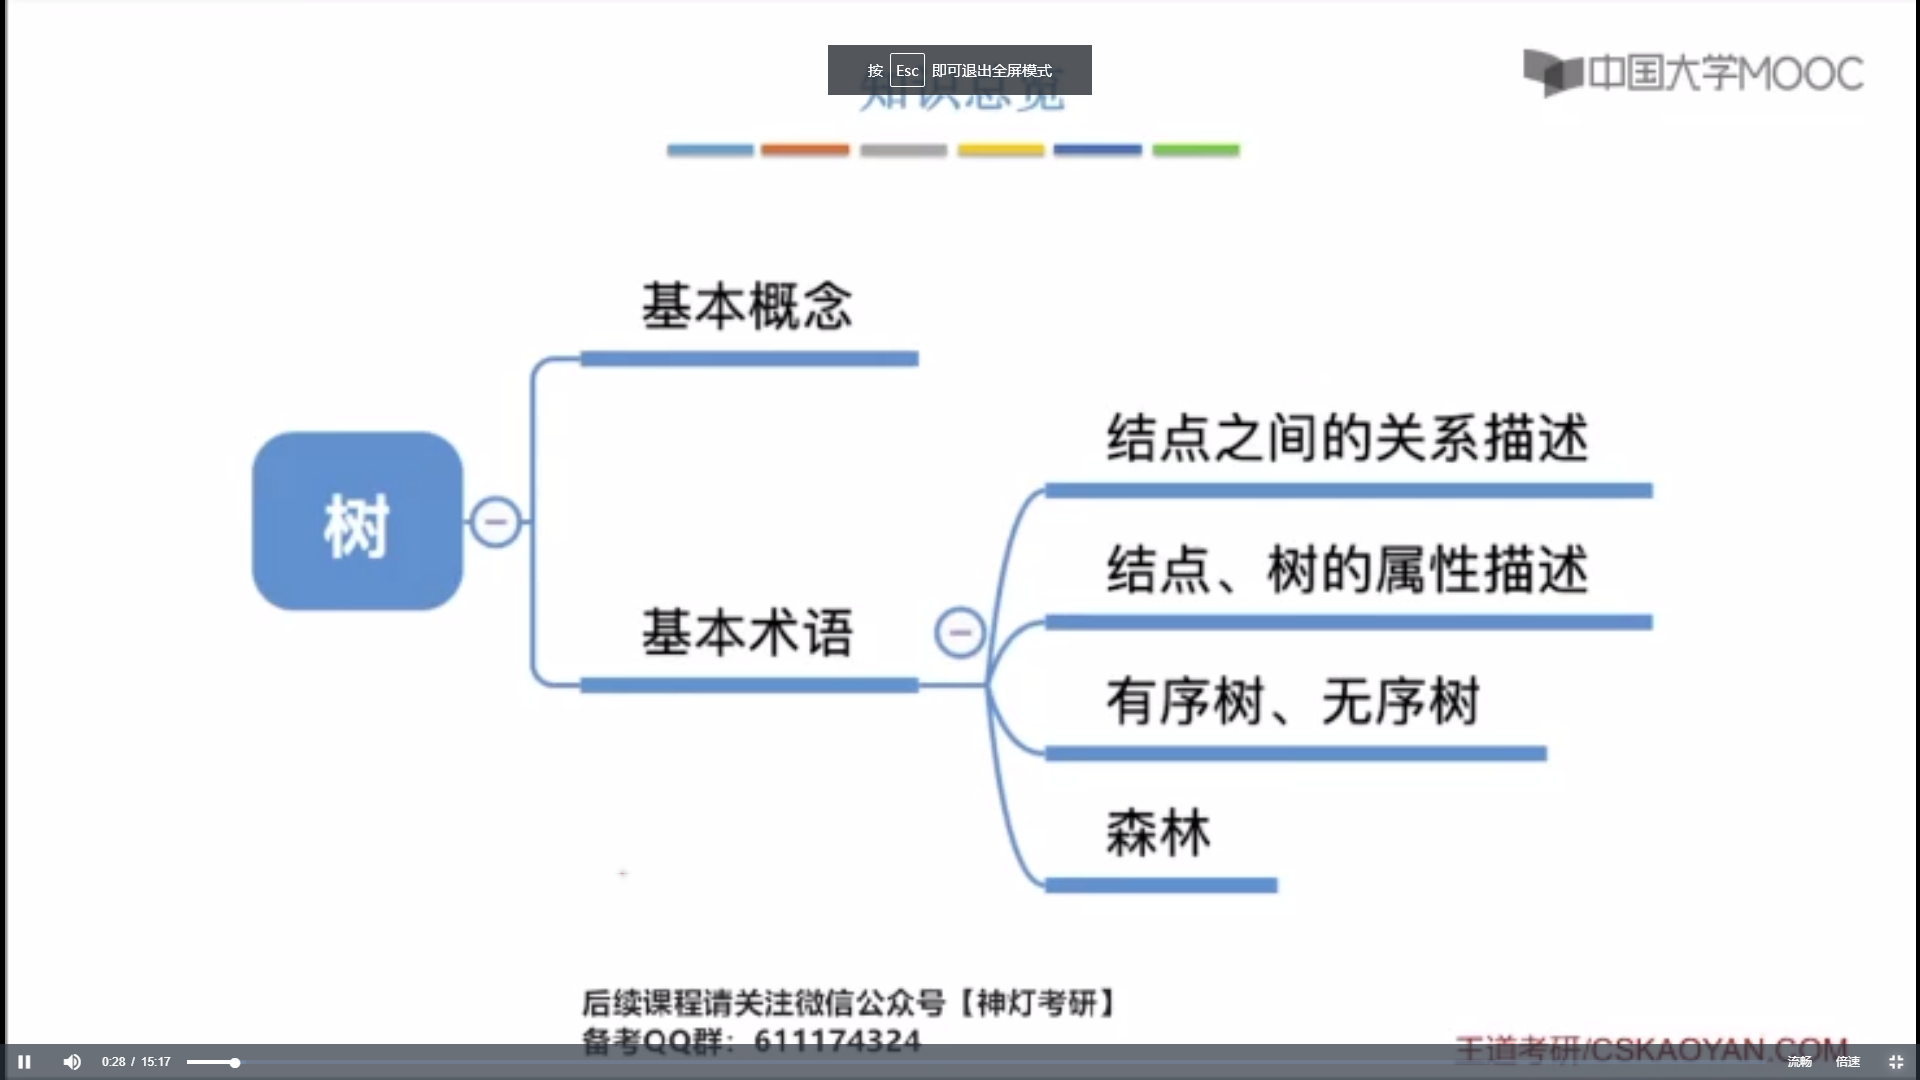 按 Esc 即可退出全屏模式
中国大学MOOC
知识总览
基本概念
结点之间的关系描述
树
结点、树的属性描述
基本术语
有序树、无序树
森林
后续课程请关注微信公众号【神灯考研】
备考QQ群：611174324
王道考研/CSKAOYAN.COM
0:28 / 15:17
流畅
倍速